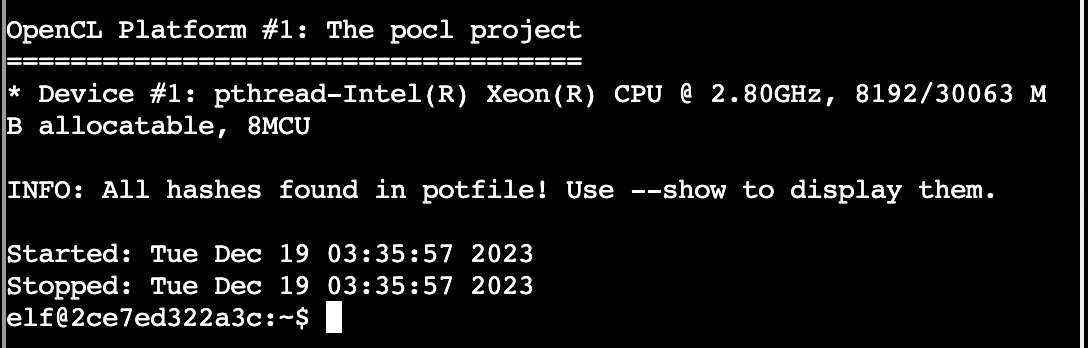 OpenCL Platform #1: The pocl project
====================================
* Device #1: pthread-Intel(R) Xeon(R) CPU @ 2.80GHz, 8192/30063 M
B allocatable, 8MCU
INFO: All hashes found in potfile! Use --show to display them.
Started: Tue Dec 19 03:35:57 2023
Stopped: Tue Dec 19 03:35:57 2023
elf@2ce7ed322a3c:~$